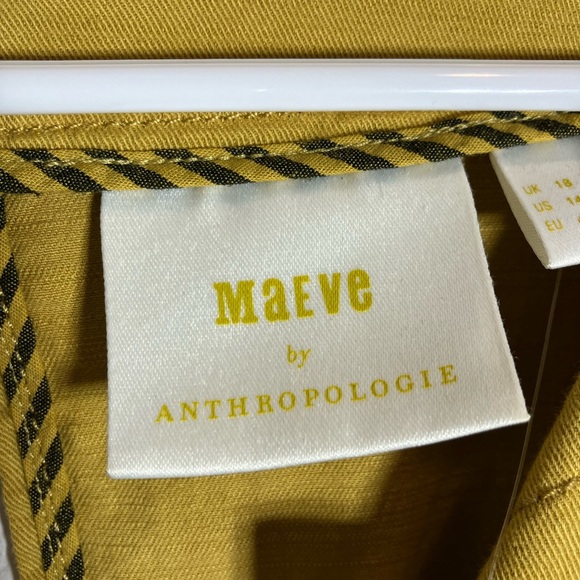 MaEVe
by
ANTHROPOLOGIE
UK 18
US 14
EU